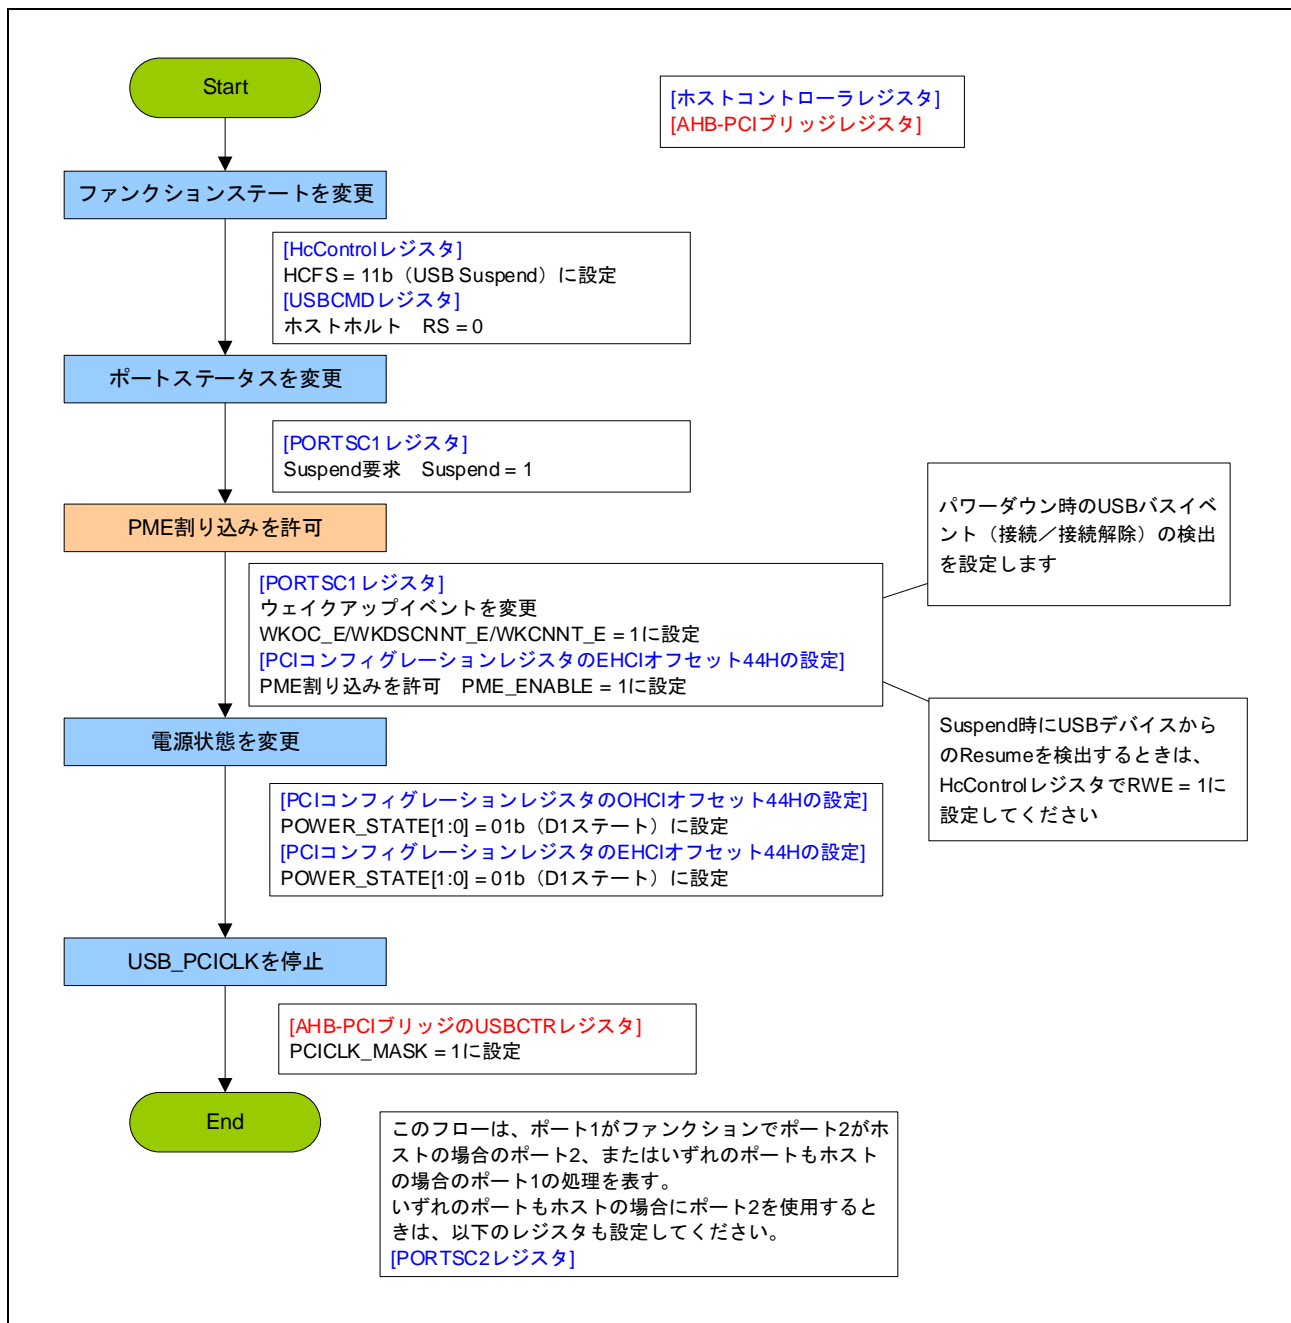 Start
[ホストコントローラレジスタ]
[AHB-PCIブリッジレジスタ]
ファンクションステートを変更
[HcControlレジスタ]
HCFS = 11b（USB Suspend）に設定
[USBCMDレジスタ]
ホストホルト　RS = 0
ポートステータスを変更
[PORTSC1レジスタ]
Suspend要求　Suspend = 1
PME割り込みを許可
パワーダウン時のUSBバスイベ
ント（接続／接続解除）の検出
を設定します
[PORTSC1レジスタ]
ウェイクアップイベントを変更
WKOC_E/WKDSCNNT_E/WKCNNT_E = 1に設定
[PCIコンフィグレーションレジスタのEHCIオフセット44Hの設定]
PME割り込みを許可　PME_ENABLE = 1に設定
Suspend時にUSBデバイスから
のResumeを検出するときは、
HcControlレジスタでRWE = 1に
設定してください
電源状態を変更
[PCIコンフィグレーションレジスタのOHCIオフセット44Hの設定]
POWER_STATE[1:0] = 01b（D1ステート）に設定
[PCIコンフィグレーションレジスタのEHCIオフセット44Hの設定]
POWER_STATE[1:0] = 01b（D1ステート）に設定
USB_PCICLKを停止
[AHB-PCIブリッジのUSBCTRレジスタ]
PCICLK_MASK = 1に設定
End
このフローは、ポート1がファンクションでポート2がホ
ストの場合のポート2、またはいずれのポートもホスト
の場合のポート1の処理を表す。
いずれのポートもホストの場合にポート2を使用すると
きは、以下のレジスタも設定してください。
[PORTSC2レジスタ]